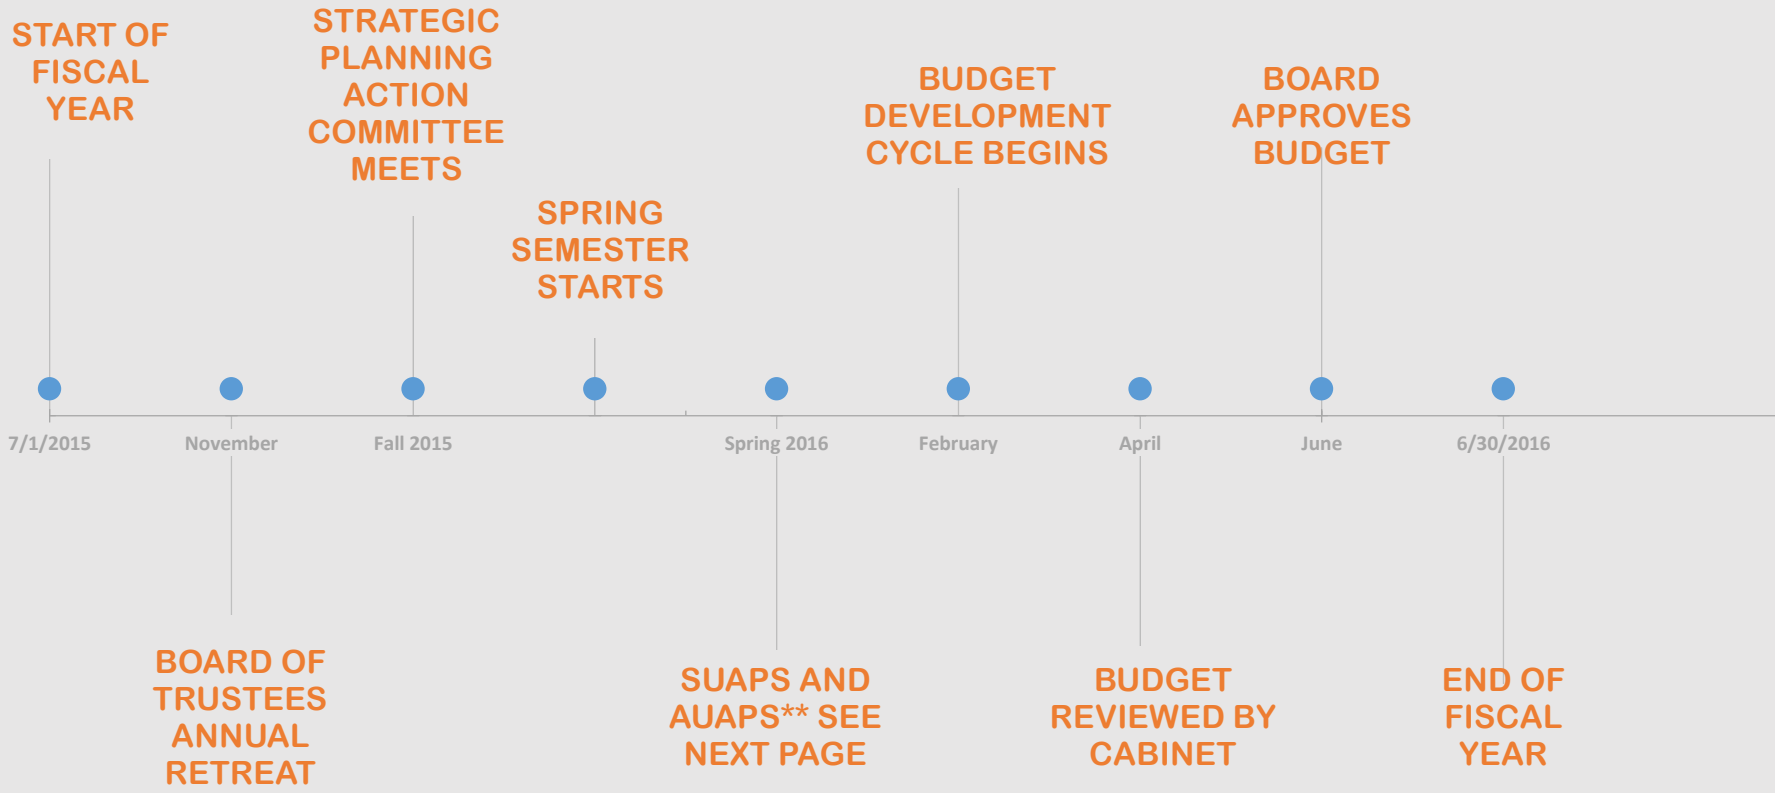 START OF
FISCAL
YEAR
STRATEGIC
PLANNING
ACTION
COMMITTEE
MEETS
SPRING
SEMESTER
STARTS
BUDGET
DEVELOPMENT
CYCLE BEGINS
BOARD
APPROVES
BUDGET
7/1/2015
November
Fall 2015
Spring 2016
February
April
June
6/30/2016
BOARD OF
TRUSTEES
ANNUAL
RETREAT
SUAPS AND
AUAPS** SEE
NEXT PAGE
BUDGET
REVIEWED BY
CABINET
END OF
FISCAL
YEAR